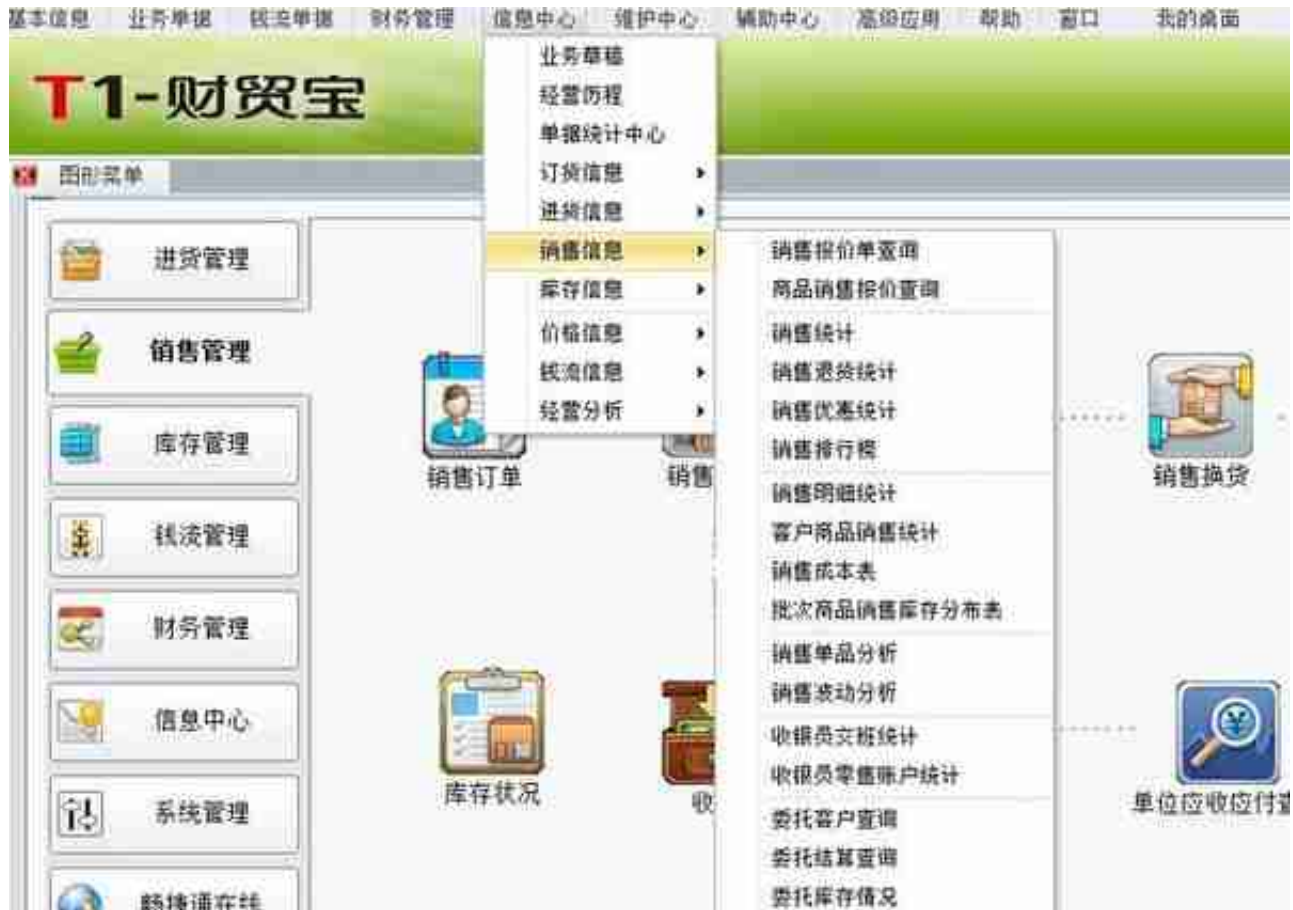 基本信息 业务单据 钱流单据 财务管理 信息中心 维护中心 辅助中心 高级应用 帮助 窗口 我的桌面
T1-财贸宝
图形菜单
进货管理
销售管理
库存管理
钱流管理
财务管理
信息中心
系统管理
畅捷通在线
业务草稿
经营历程
单据统计中心
订货信息
进货信息
销售信息
库存信息
价格信息
钱流信息
经营分析
销售报价单查询
商品销售报价查询
销售统计
销售退货统计
销售优惠统计
销售排行榜
销售明细统计
客户商品销售统计
销售成本表
批次商品销售库存分布表
销售单品分析
销售波动分析
收银员交班统计
收银员零售账户统计
委托客户查询
委托结算查询
委托库存情况
销售订单
销售
销售换货
库存状况
收
单位应收应付查